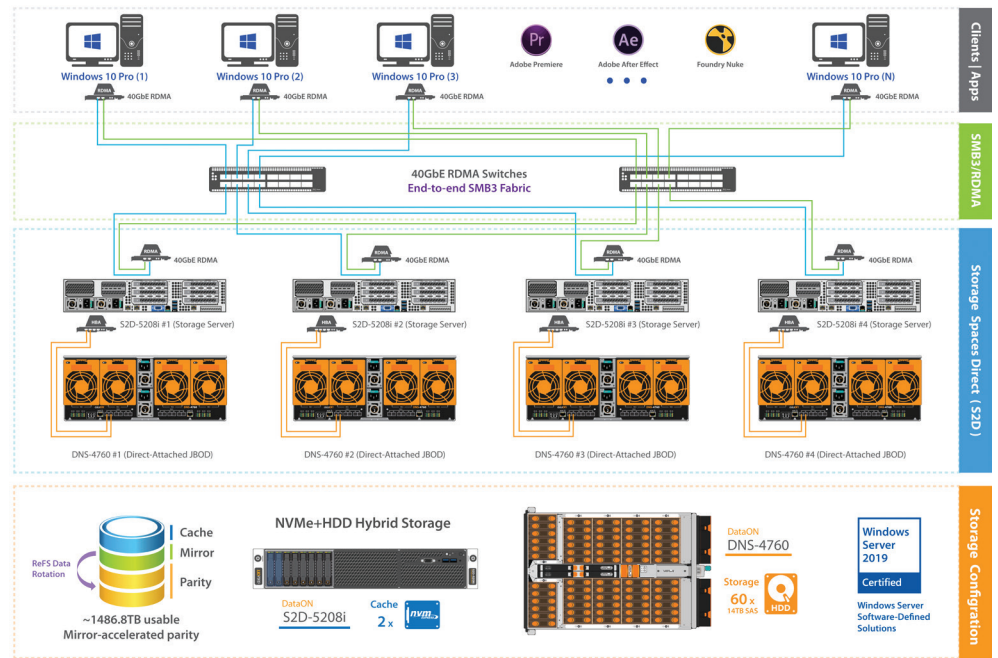 Clients | Apps
Windows 10 Pro (1)
Windows 10 Pro (2)
Windows 10 Pro (3)
Pr
Adobe Premiere
Ae
Adobe After Effect
Foundry Nuke
Windows 10 Pro (N)
RDMA
40GbE RDMA
RDMA
40GbE RDMA
RDMA
40GbE RDMA
RDMA
40GbE RDMA
SMB3/RDMA
40GbE RDMA Switches
End-to-end SMB3 Fabric
Storage Spaces Direct (S2D)
RDMA
40GbE RDMA
RDMA
40GbE RDMA
RDMA
40GbE RDMA
RDMA
40GbE RDMA
HBA
S2D-5208i #1 (Storage Server)
HBA
S2D-5208i #2 (Storage Server)
HBA
S2D-5208i #3 (Storage Server)
HBA
S2D-5208i #4 (Storage Server)
DNS-4760 #1 (Direct-Attached JBOD)
DNS-4760 #2 (Direct-Attached JBOD)
DNS-4760 #3 (Direct-Attached JBOD)
DNS-4760 #4 (Direct-Attached JBOD)
Storage Configration
ReFS Data
Rotation
Cache
Mirror
Parity
~1486.8TB usable
Mirror-accelerated parity
NVMe+HDD Hybrid Storage
DataON
S2D-5208i
Cache
2 x
nvm
DataON
DNS-4760
Storage
60 x
14TB SAS
HDD
Windows
Server
2019
Certified
Windows Server
Software-Defined
Solutions